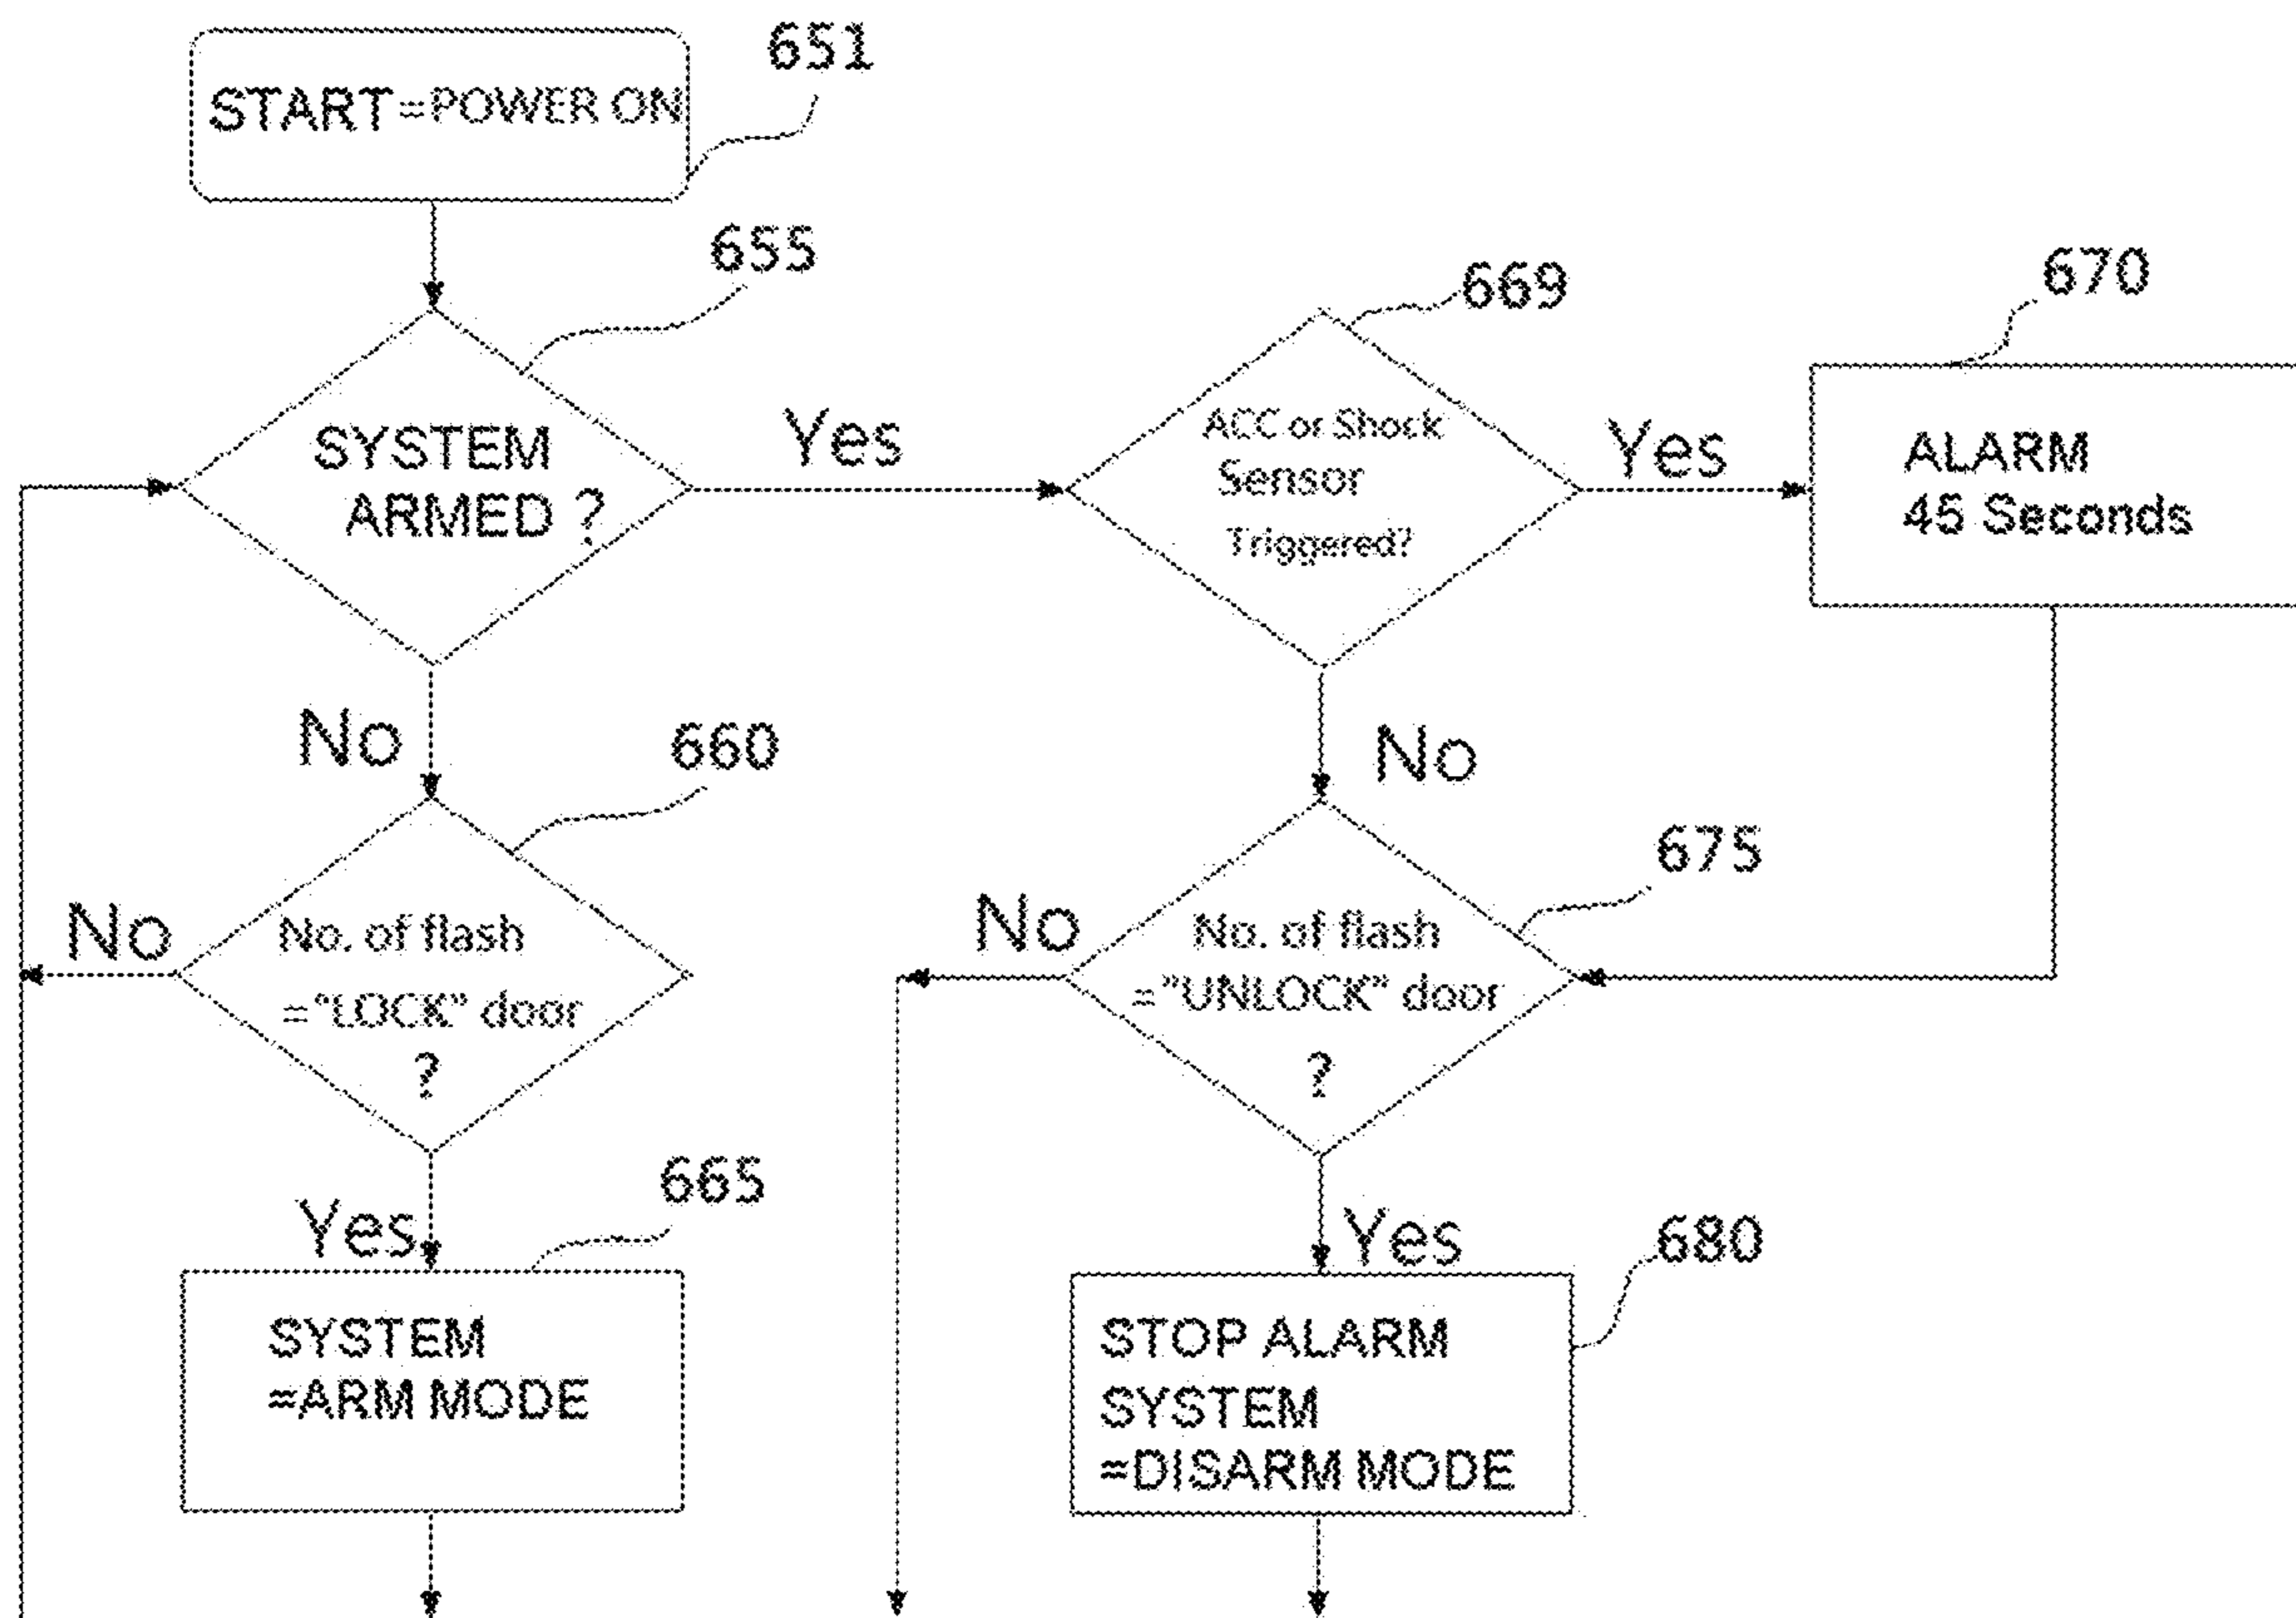 651
START=POWER ON
655
669
670
SYSTEM
ARMED ?
Yes
ACC or Shock
Sensor
Triggered?
Yes
ALARM
45 Seconds
No
660
No
675
No
No. of flash
="LOCK" door
?
No
No. of flash
="UNLOCK" door
?
665
Yes
SYSTEM
=ARM MODE
Yes
680
STOP ALARM
SYSTEM
=DISARM MODE